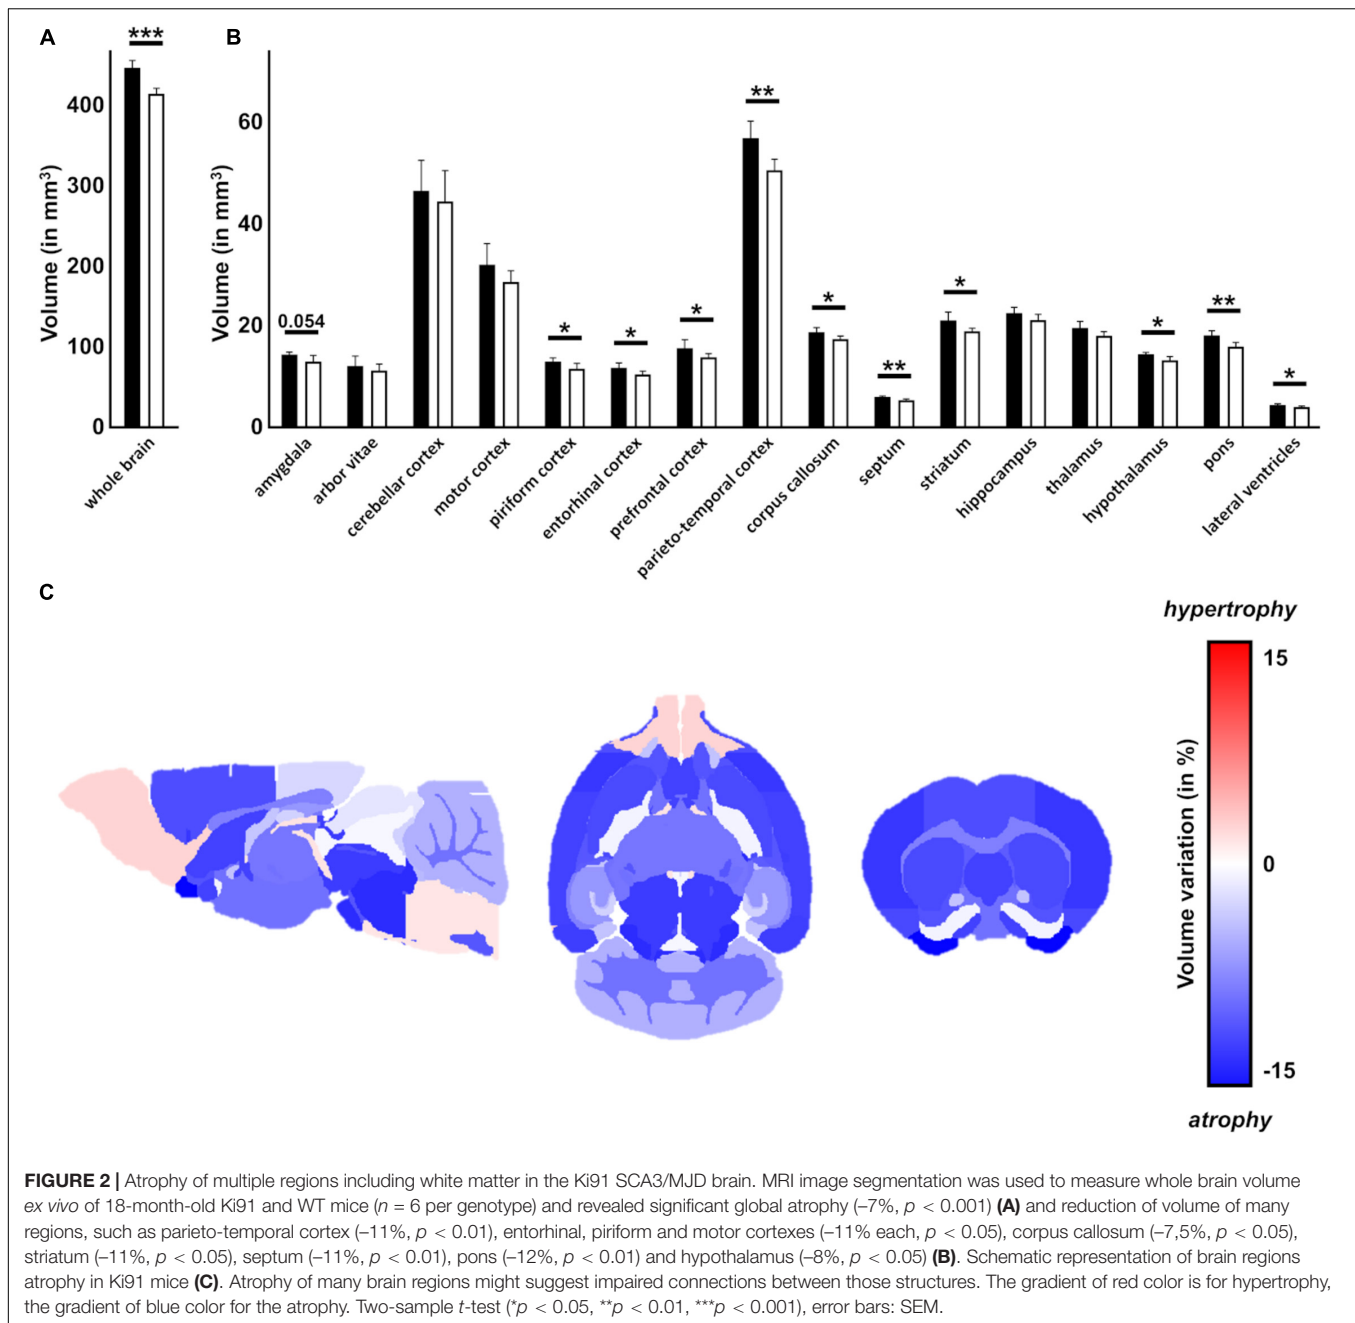 A
B
***
400
300
200
100
0
Volume (in mm³)
whole brain
60
40
20
0
Volume (in mm³)
0.054
*
*
*
**
*
**
*
*
**
*
amygdala
arbor vitae
cerebellar cortex
motor cortex
piriform cortex
entorhinal cortex
prefrontal cortex
parieto-temporal cortex
corpus callosum
septum
striatum
hippocampus
thalamus
hypothalamus
pons
lateral ventricles
C
hypertrophy
15
0
-15
Volume variation (in %)
atrophy
FIGURE 2 | Atrophy of multiple regions including white matter in the Ki91 SCA3/MJD brain. MRI image segmentation was used to measure whole brain volume
ex vivo of 18-month-old Ki91 and WT mice (n = 6 per genotype) and revealed significant global atrophy (–7%, p < 0.001) (A) and reduction of volume of many
regions, such as parieto-temporal cortex (–11%, p < 0.01), entorhinal, piriform and motor cortexes (–11% each, p < 0.05), corpus callosum (–7,5%, p < 0.05),
striatum (–11%, p < 0.05), septum (–11%, p < 0.01), pons (–12%, p < 0.01) and hypothalamus (–8%, p < 0.05) (B). Schematic representation of brain regions
atrophy in Ki91 mice (C). Atrophy of many brain regions might suggest impaired connections between those structures. The gradient of red color is for hypertrophy,
the gradient of blue color for the atrophy. Two-sample t-test (*p < 0.05, **p < 0.01, ***p < 0.001), error bars: SEM.